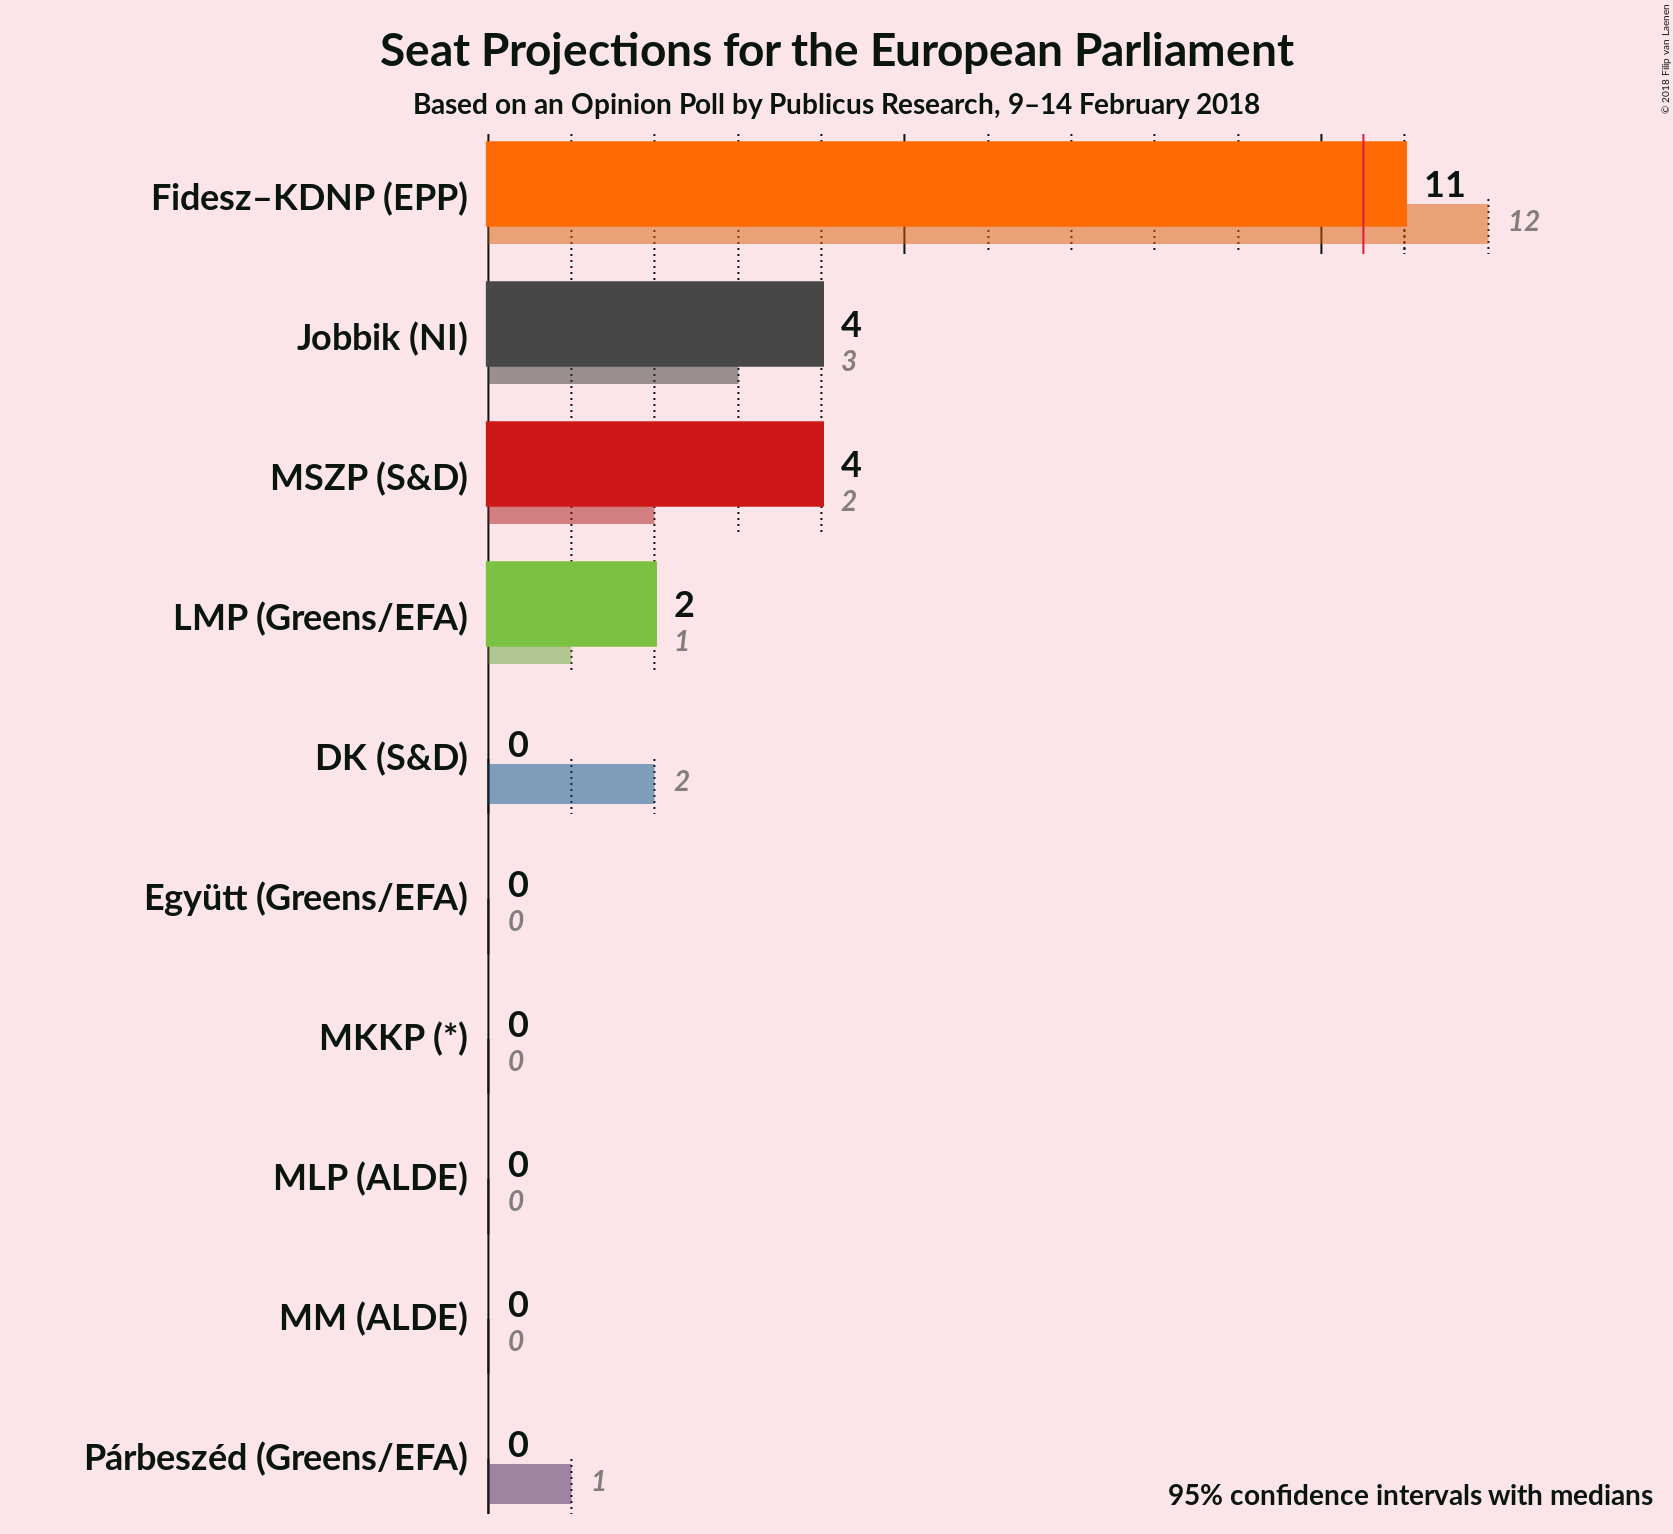 Seat Projections for the European Parliament
Based on an Opinion Poll by Publicus Research, 9–14 February 2018
© 2018 Filip van Laenen
Fidesz–KDNP (EPP)
11
12
Jobbik (NI)
4
3
MSZP (S&D)
4
2
LMP (Greens/EFA)
2
1
DK (S&D)
0
2
Együtt (Greens/EFA)
0
0
MKKP (*)
0
0
MLP (ALDE)
0
0
MM (ALDE)
0
0
Párbeszéd (Greens/EFA)
0
1
95% confidence intervals with medians